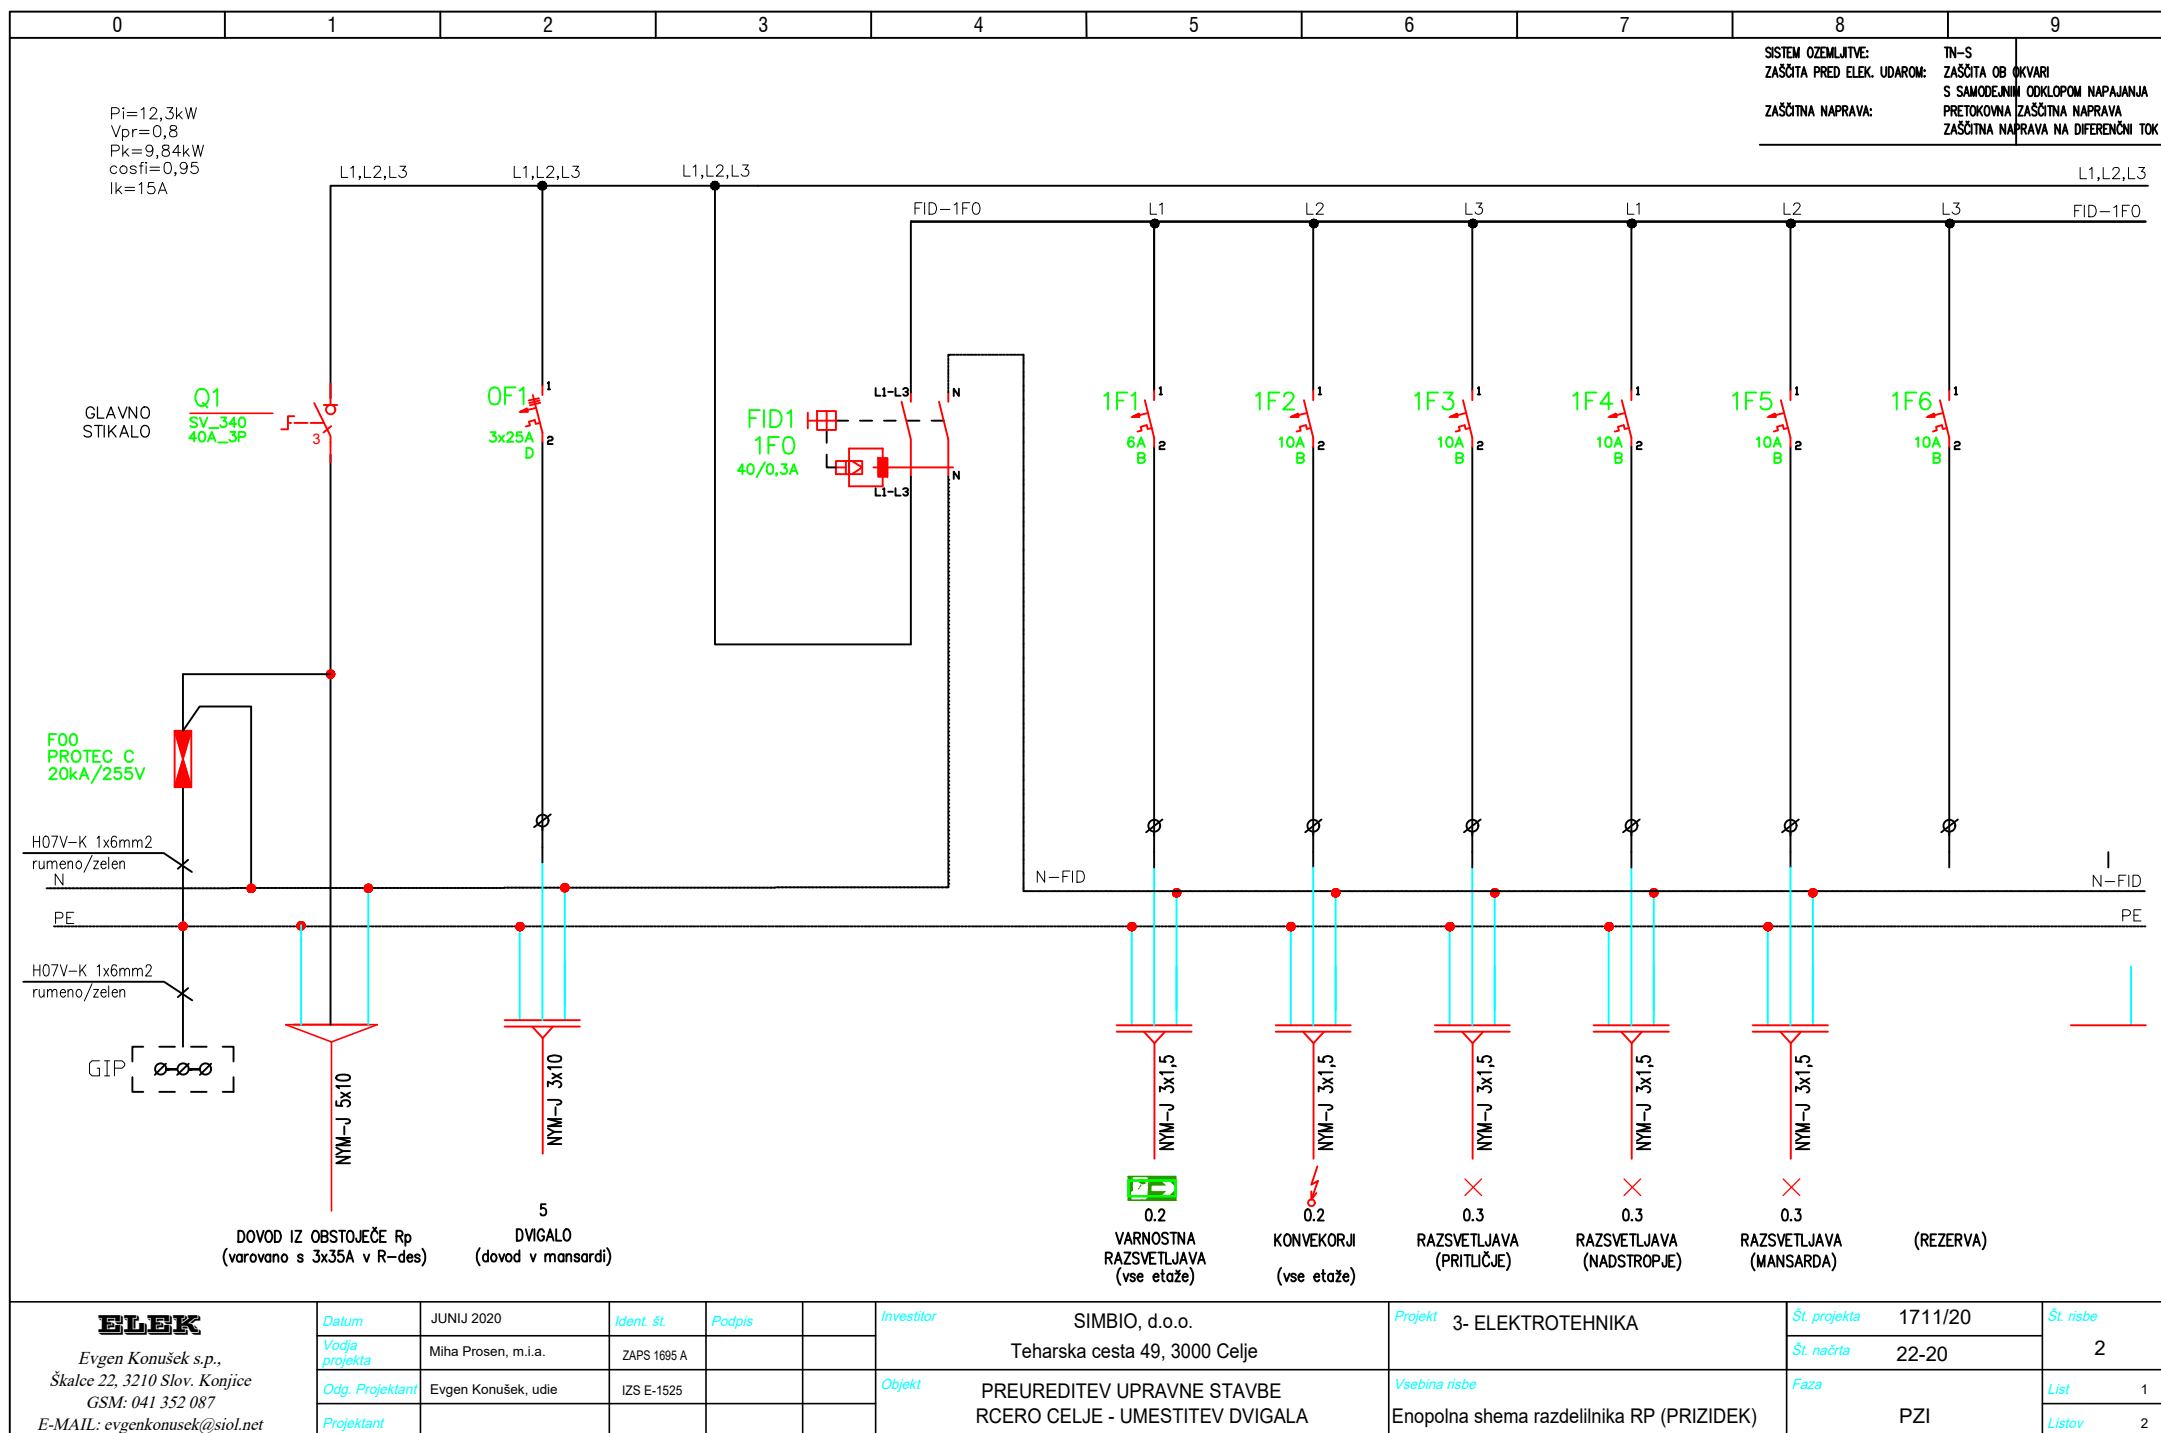 0 1 2 3 4 5 6 7 8 9
SISTEM OZEMLJITVE: TN-S
ZAŠČITA PRED ELEK. UDAROM: ZAŠČITA OB OKVARI
S SAMODEJNIM ODKLOPOM NAPAJANJA
ZAŠČITNA NAPRAVA: PRETOKOVNA ZAŠČITNA NAPRAVA
ZAŠČITNA NAPRAVA NA DIFERENČNI TOK
Pi=12,3kW
Vpr=0,8
Pk=9,84kW
cosfi=0,95
Ik=15A
L1,L2,L3 L1,L2,L3 L1,L2,L3 L1,L2,L3
FID-1F0 L1 L2 L3 L1 L2 L3 FID-1F0
GLAVNO
STIKALO
Q1
SV_340
40A_3P
3
0F1
1
3x25A
2
D
FID1
1F0
40/0,3A
L1-L3 N
L1-L3 N
1F1
1
6A
2
B
1F2
1
10A
2
B
1F3
1
10A
2
B
1F4
1
10A
2
B
1F5
1
10A
2
B
1F6
1
10A
2
B
F00
PROTEC C
20kA/255V
H07V-K 1x6mm2
rumeno/zelen
N N-FID N-FID
PE PE
H07V-K 1x6mm2
rumeno/zelen
GIP
NYM-J 5x10
NYM-J 3x10
NYM-J 3x1,5
NYM-J 3x1,5
NYM-J 3x1,5
NYM-J 3x1,5
NYM-J 3x1,5
DOVOD IZ OBSTOJEČE Rp
(varovano s 3x35A v R-des)
5
DVIGALO
(dovod v mansardi)
0.2
VARNOSTNA
RAZSVETLJAVA
(vse etaže)
0.2
KONVEKORJI
(vse etaže)
0.3
RAZSVETLJAVA
(PRITLIČJE)
0.3
RAZSVETLJAVA
(NADSTROPJE)
0.3
RAZSVETLJAVA
(MANSARDA)
(REZERVA)
ELEK
Evgen Konušek s.p.,
Škalce 22, 3210 Slov. Konjice
GSM: 041 352 087
E-MAIL: evgenkonusek@siol.net
Datum JUNIJ 2020 Ident. št. Podpis
Vodja projekta Miha Prosen, m.i.a. ZAPS 1695 A
Odg. Projektant Evgen Konušek, udie IZS E-1525
Projektant
Investitor SIMBIO, d.o.o.
Teharska cesta 49, 3000 Celje
Objekt PREUREDITEV UPRAVNE STAVBE
RCERO CELJE - UMESTITEV DVIGALA
Projekt 3- ELEKTROTEHNIKA
Vsebina risbe
Enopolna shema razdelilnika RP (PRIZIDEK)
Št. projekta 1711/20
Št. načrta 22-20
Faza
PZI
Št. risbe
2
List 1
Listov 2